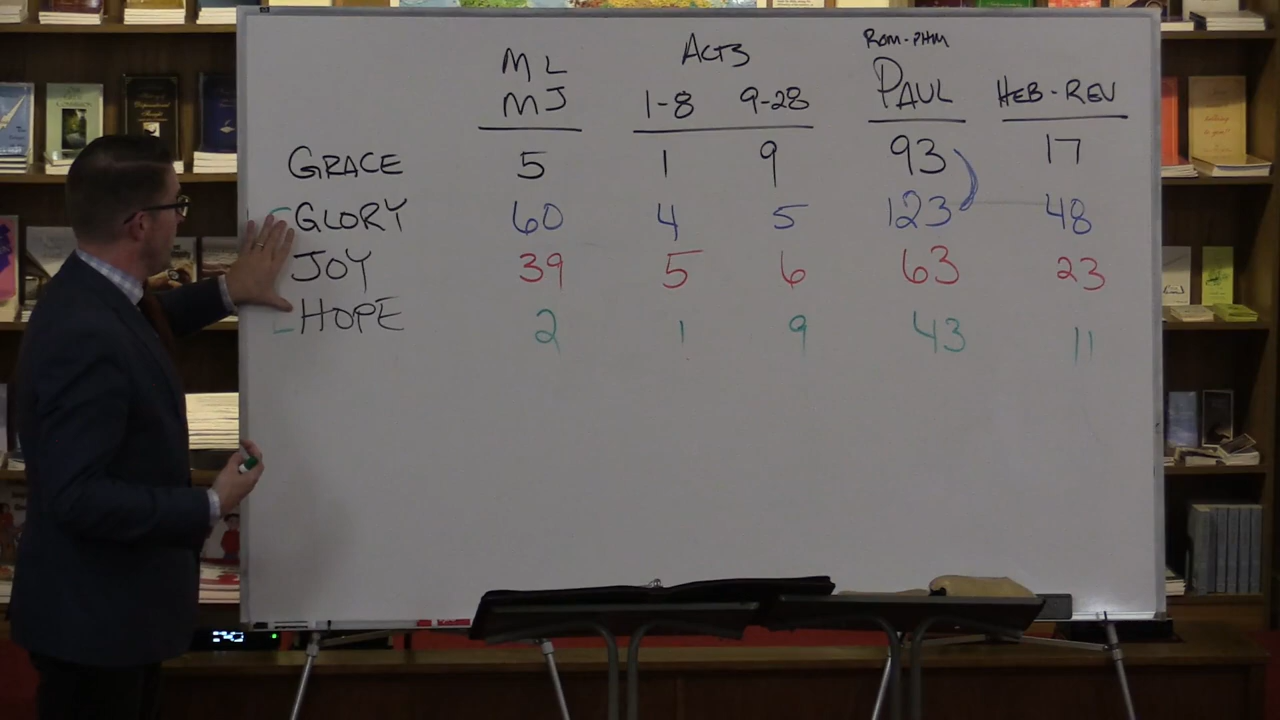 ROM-PHM
M L ACTS PAUL
M J 1-8 9-28 HEB-REV
GRACE 5 1 9 93 17
GLORY 60 4 5 123 48
JOY 39 5 6 63 23
HOPE 2 1 9 43 11